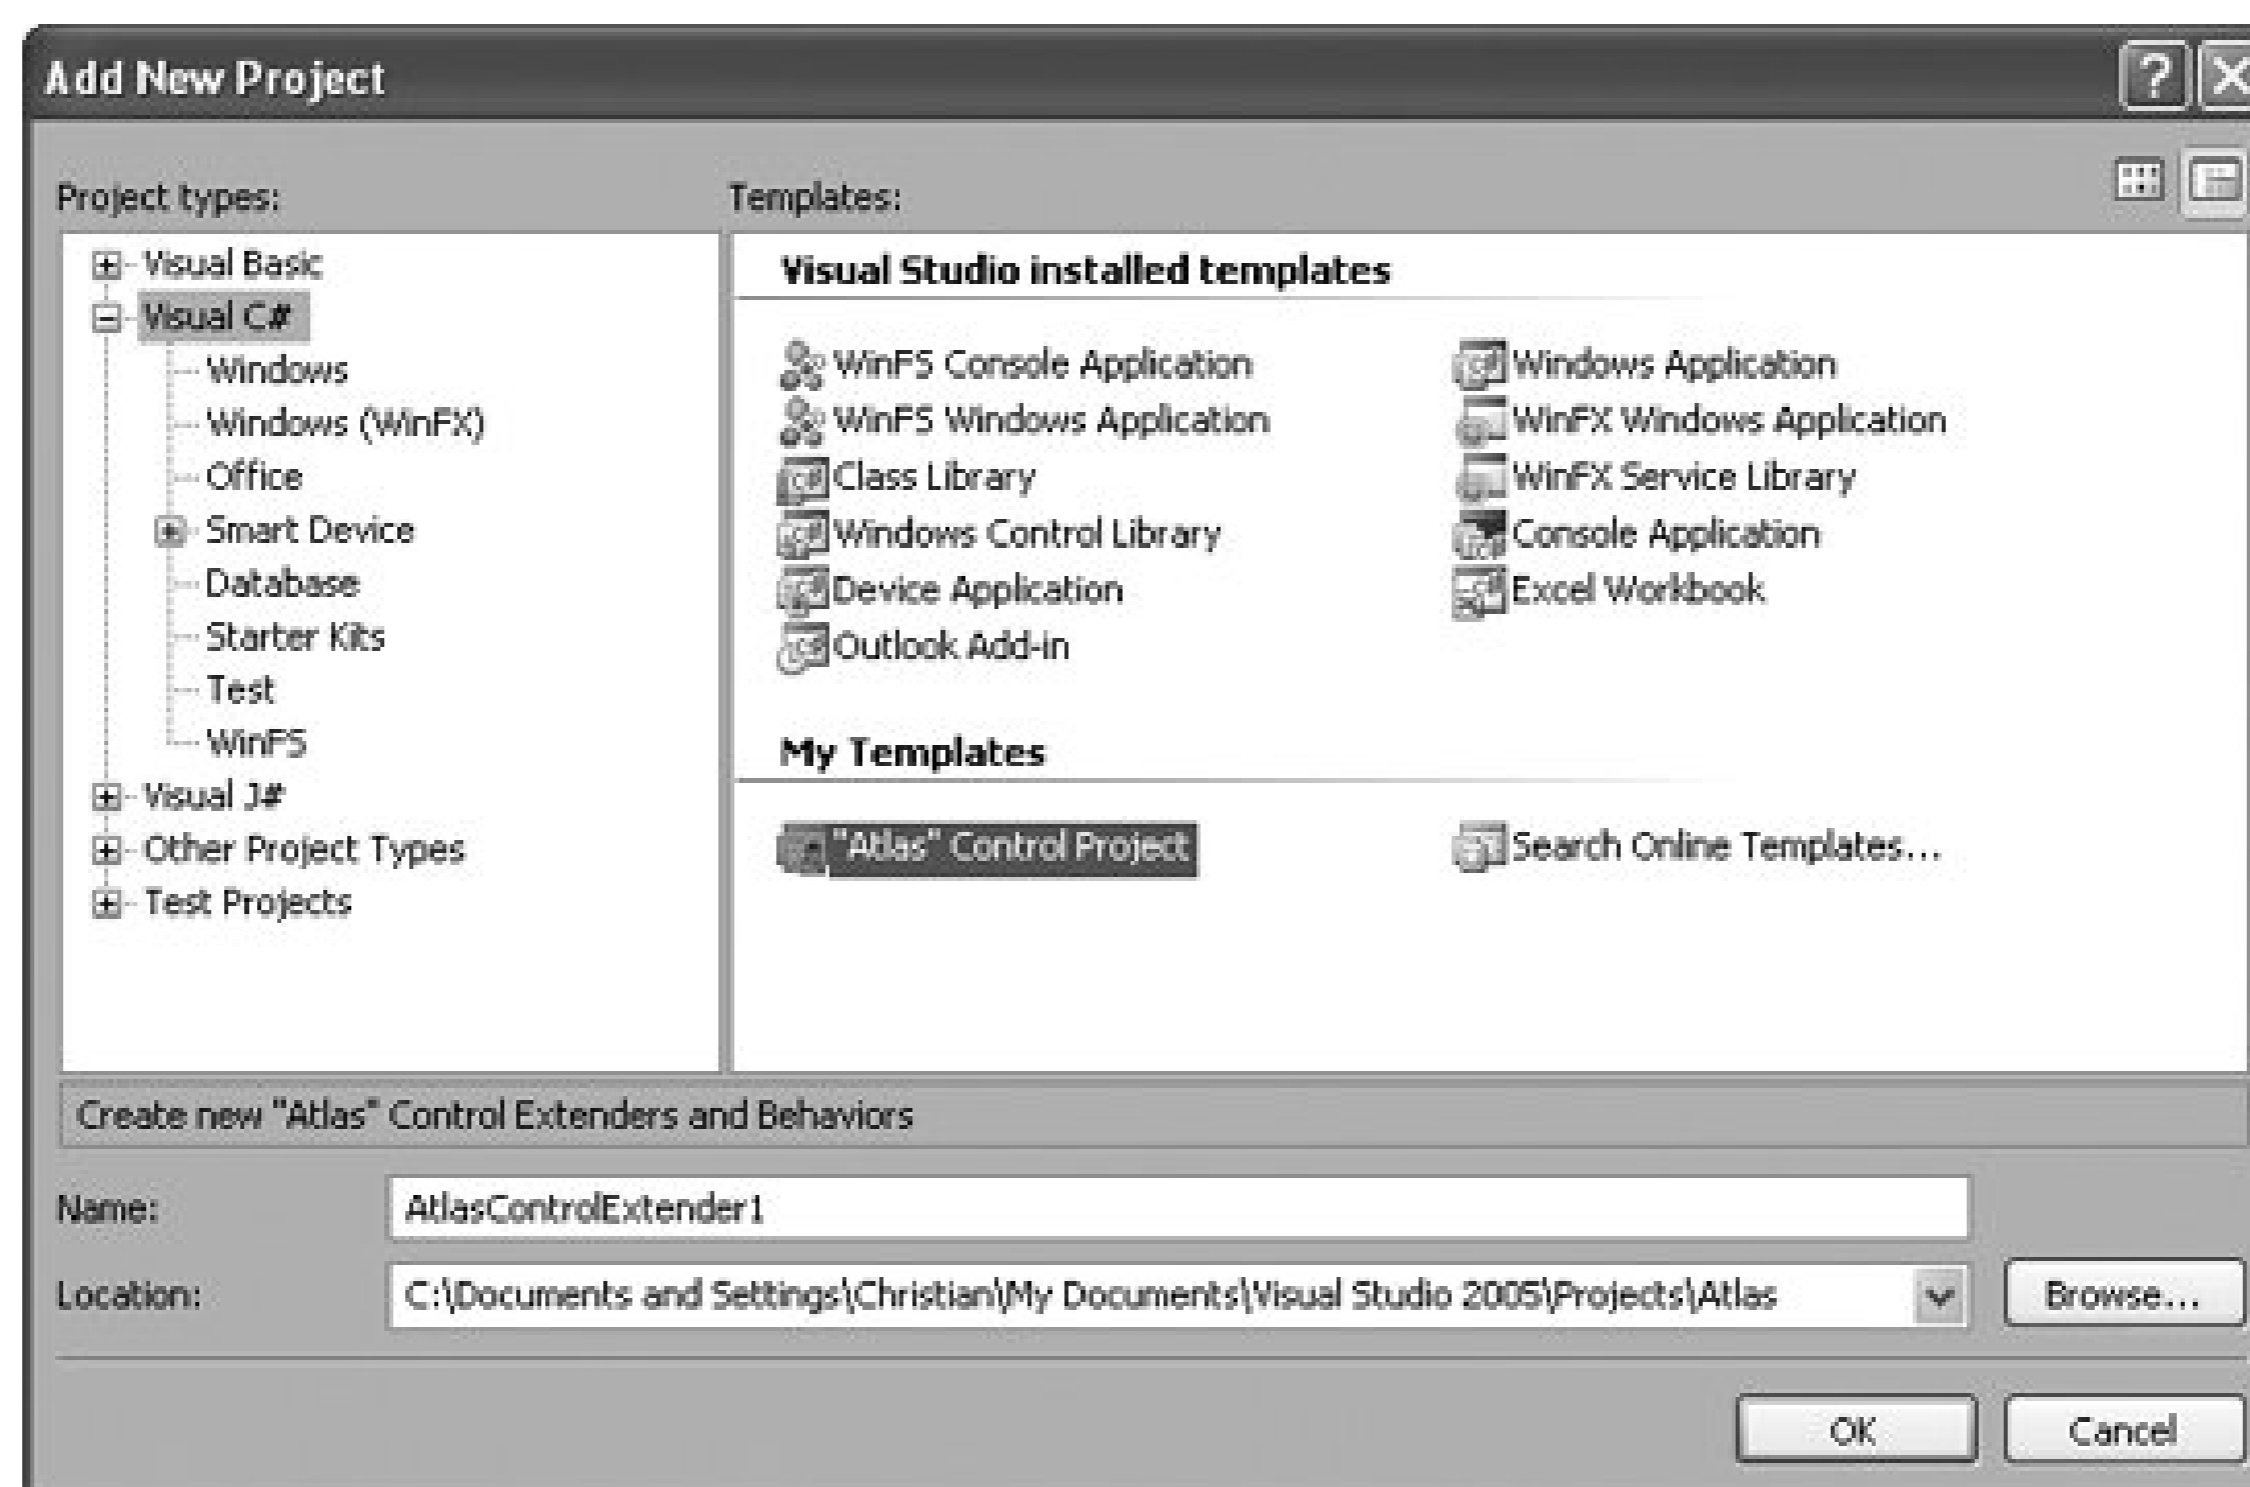 Add New Project
Project types:
Templates:
Visual Basic
Visual C#
Windows
Windows (WinFX)
Office
Smart Device
Database
Starter Kits
Test
WinFS
Visual J#
Other Project Types
Test Projects
Visual Studio installed templates
WinFS Console Application
Windows Application
WinFS Windows Application
WinFX Windows Application
Class Library
WinFX Service Library
Windows Control Library
Console Application
Device Application
Excel Workbook
Outlook Add-in
My Templates
"Atlas" Control Project
Search Online Templates...
Create new "Atlas" Control Extenders and Behaviors
Name:
AtlasControlExtender1
Location:
C:\Documents and Settings\Christian\My Documents\Visual Studio 2005\Projects\Atlas
Browse...
OK
Cancel